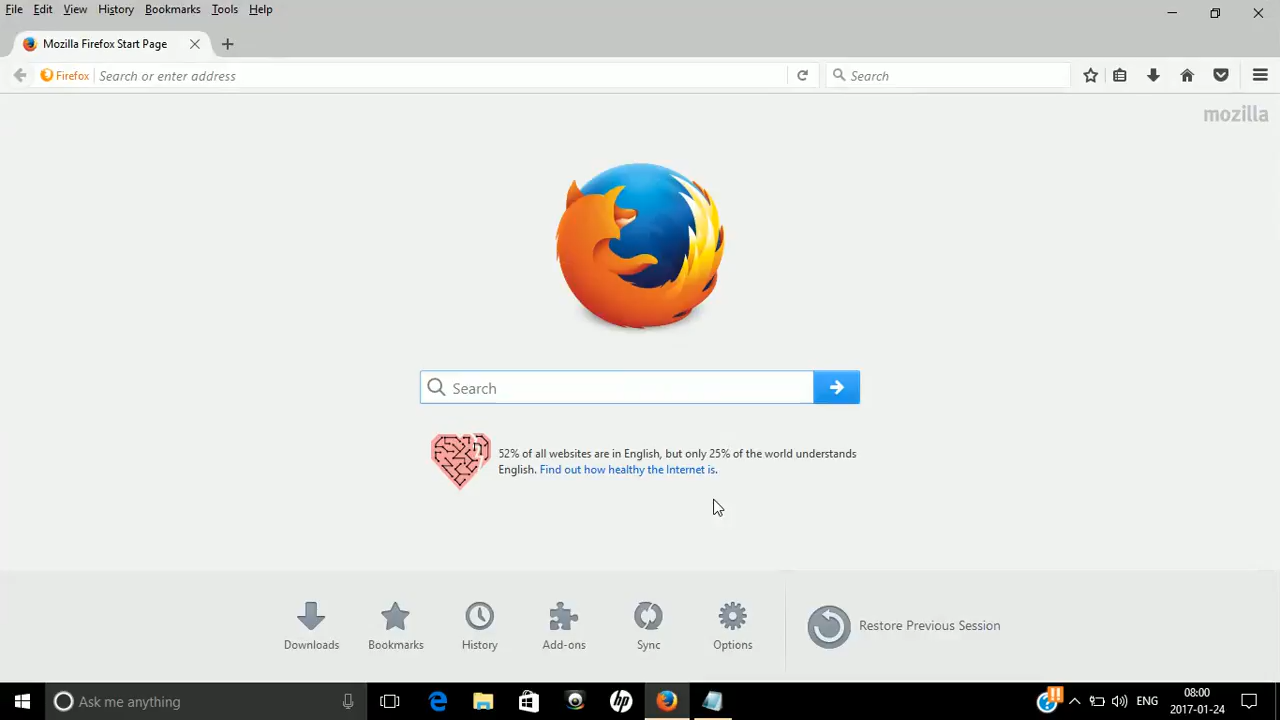 File Edit View History Bookmarks Tools Help
Mozilla Firefox Start Page
Firefox Search or enter address Search
mozilla
Search
52% of all websites are in English, but only 25% of the world understands
English. Find out how healthy the Internet is.
Downloads Bookmarks History Add-ons Sync Options Restore Previous Session
Ask me anything hp ENG 08:00
2017-01-24